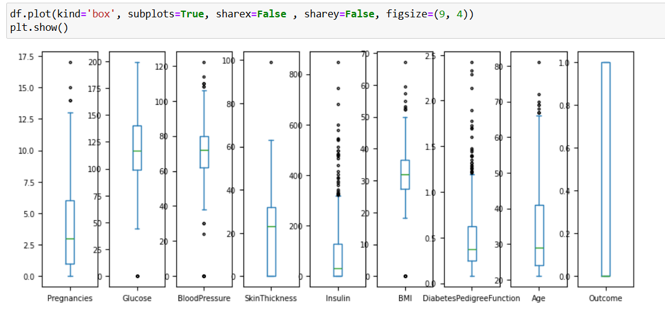 df.plot(kind='box', subplots=True, sharex=False , sharey=False, figsize=(9, 4))
plt.show()
17.5 15.0 12.5 10.0 7.5 5.0 2.5 0.0
200 175 150 125 100 75 50 25 0
120 100 80 60 40 20 0
100 80 60 40 20 0
800 600 400 200 0
70 60 50 40 30 20 10 0
2.5 2.0 1.5 1.0 0.5 0.0
80 70 60 50 40 30 20
1.0 0.8 0.6 0.4 0.2 0.0
Pregnancies Glucose BloodPressure SkinThickness Insulin BMI DiabetesPedigreeFunction Age Outcome